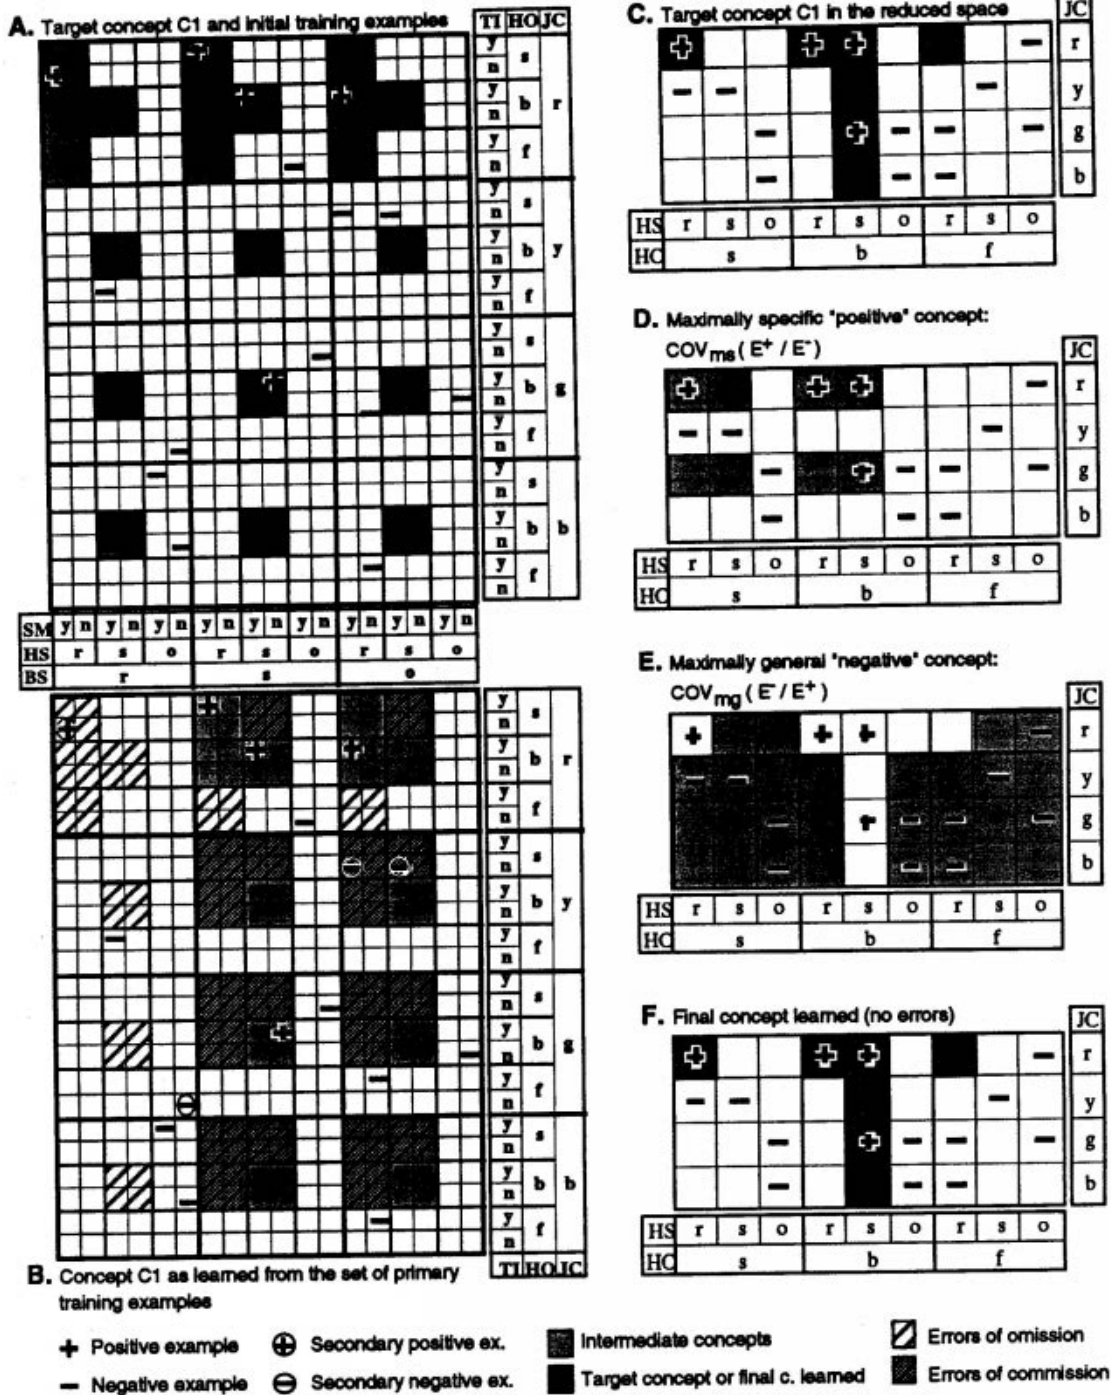 A. Target concept C1 and initial training examples
TI HO JC
y
n
s
y
n
b
r
y
n
f
y
n
s
y
n
b
y
y
n
f
y
n
s
y
n
b
g
y
n
f
y
n
s
y
n
b
b
y
n
f
SM y n y n y n y n y n y n y n y n y n
HS r s o r s o r s o
BS r s o
y
n
s
y
n
b
r
y
n
f
y
n
s
y
n
b
y
y
n
f
y
n
s
y
n
b
g
y
n
f
y
n
s
y
n
b
b
y
n
f
TI HO JC
B. Concept C1 as learned from the set of primary
training examples
C. Target concept C1 in the reduced space
JC
r
y
g
b
HS r s o r s o r s o
HC s b f
D. Maximally specific "positive" concept:
COVms ( E+ / E-)
JC
r
y
g
b
HS r s o r s o r s o
HC s b f
E. Maximally general "negative" concept:
COVmg ( E- / E+ )
JC
r
y
g
b
HS r s o r s o r s o
HC s b f
F. Final concept learned (no errors)
JC
r
y
g
b
HS r s o r s o r s o
HC s b f
+ Positive example
⊕ Secondary positive ex.
Intermediate concepts
Errors of omission
− Negative example
⊖ Secondary negative ex.
Target concept or final c. learned
Errors of commission